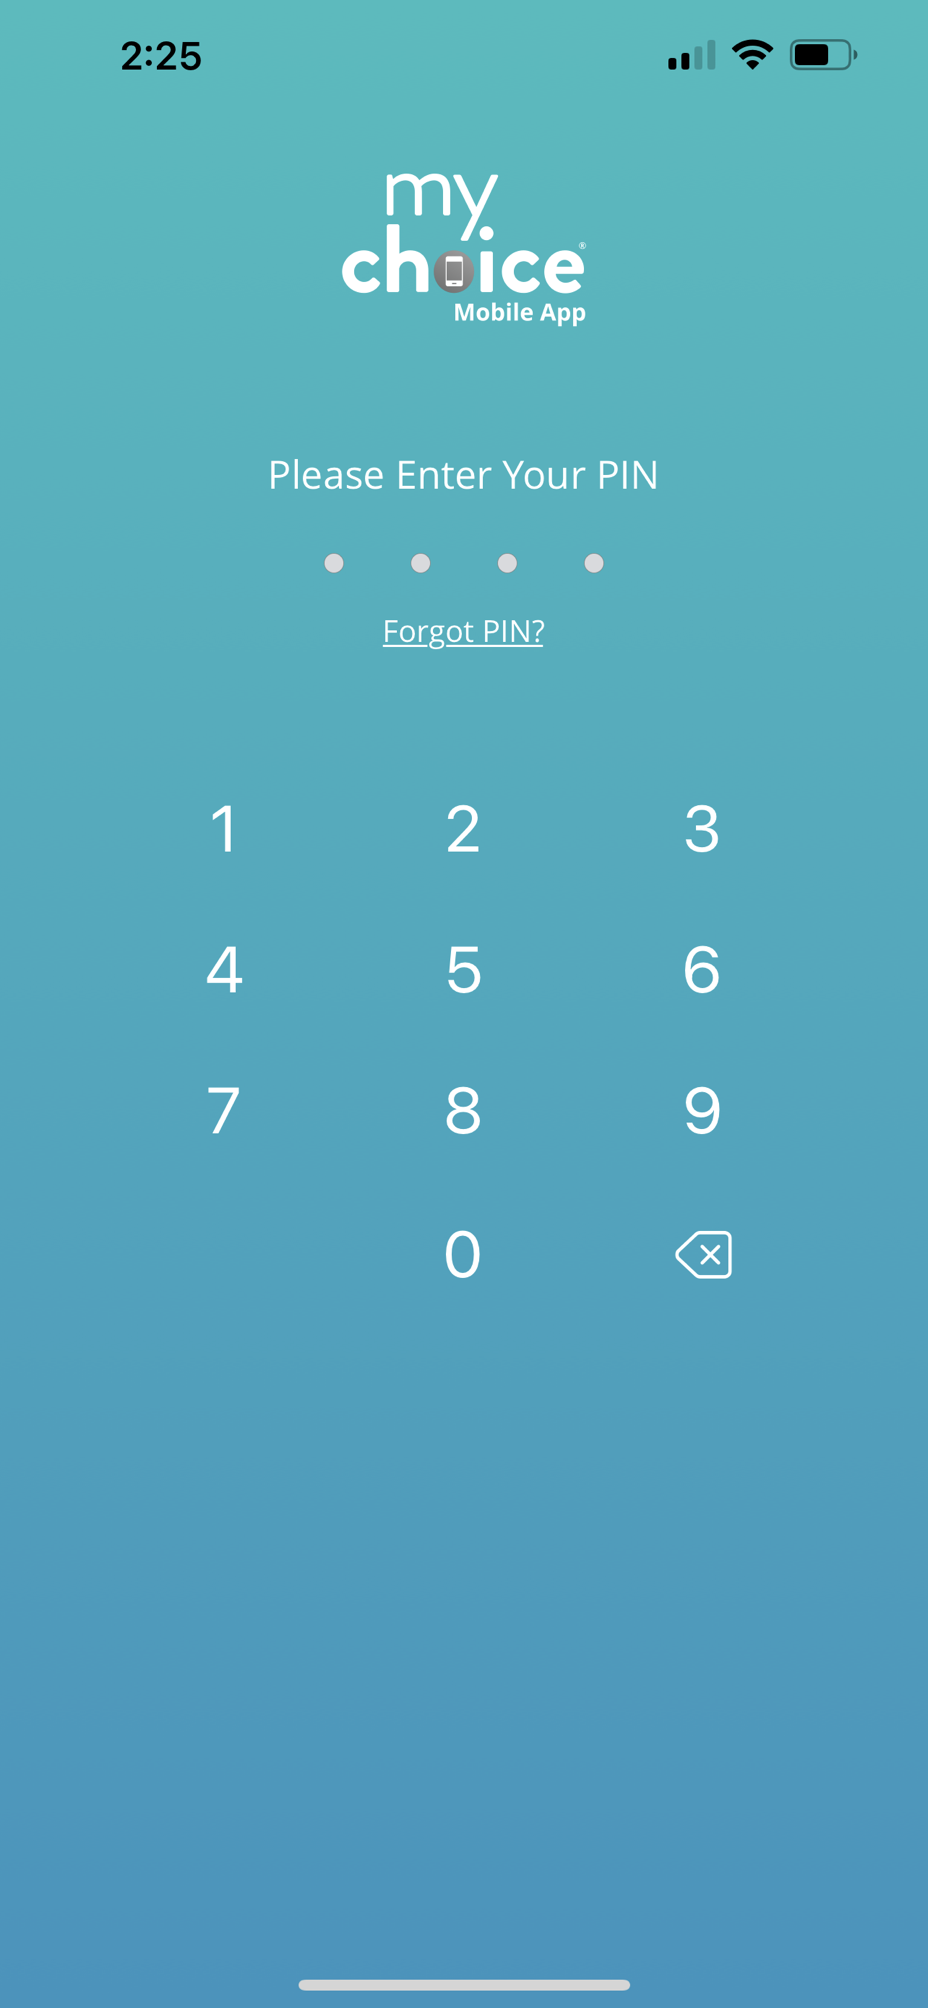 2:25
my
choice®
Mobile App
Please Enter Your PIN
Forgot PIN?
1 2 3
4 5 6
7 8 9
0